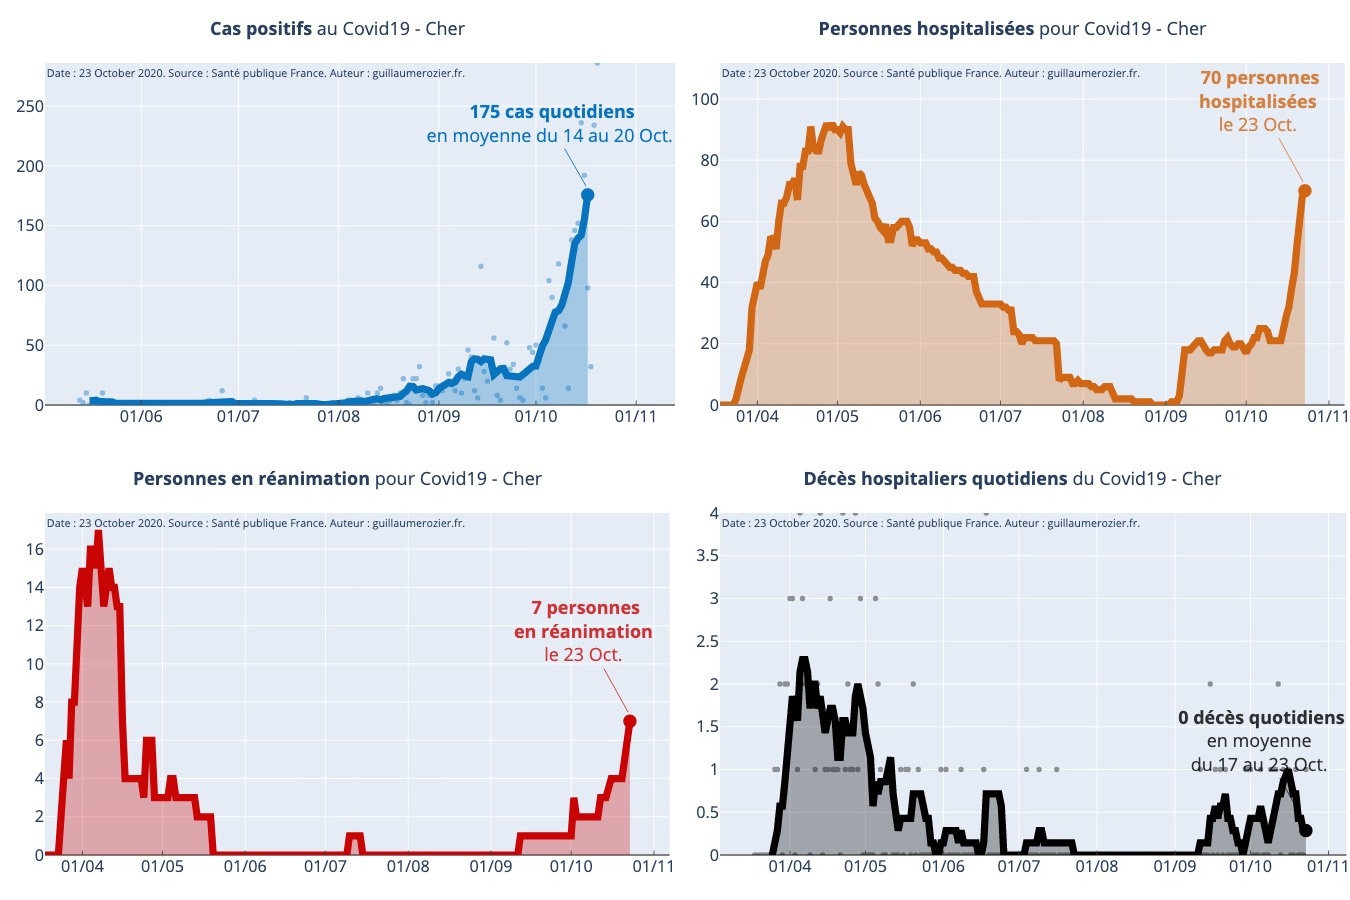 Cas positifs au Covid19 - Cher
Date : 23 October 2020. Source : Santé publique France. Auteur : guillaumerozier.fr.
175 cas quotidiens
en moyenne du 14 au 20 Oct.
250
200
150
100
50
0
01/06 01/07 01/08 01/09 01/10 01/11
Personnes hospitalisées pour Covid19 - Cher
Date : 23 October 2020. Source : Santé publique France. Auteur : guillaumerozier.fr.
70 personnes
hospitalisées
le 23 Oct.
100
80
60
40
20
0
01/04 01/05 01/06 01/07 01/08 01/09 01/10 01/11
Personnes en réanimation pour Covid19 - Cher
Date : 23 October 2020. Source : Santé publique France. Auteur : guillaumerozier.fr.
7 personnes
en réanimation
le 23 Oct.
16
14
12
10
8
6
4
2
0
01/04 01/05 01/06 01/07 01/08 01/09 01/10 01/11
Décès hospitaliers quotidiens du Covid19 - Cher
Date : 23 October 2020. Source : Santé publique France. Auteur : guillaumerozier.fr.
0 décès quotidiens
en moyenne
du 17 au 23 Oct.
4
3.5
3
2.5
2
1.5
1
0.5
0
01/04 01/05 01/06 01/07 01/08 01/09 01/10 01/11